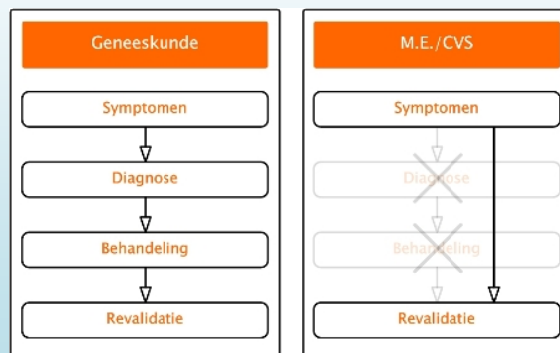 Geneeskunde
Symptomen
Diagnose
Behandeling
Revalidatie
M.E./CVS
Symptomen
Diagnose
Behandeling
Revalidatie